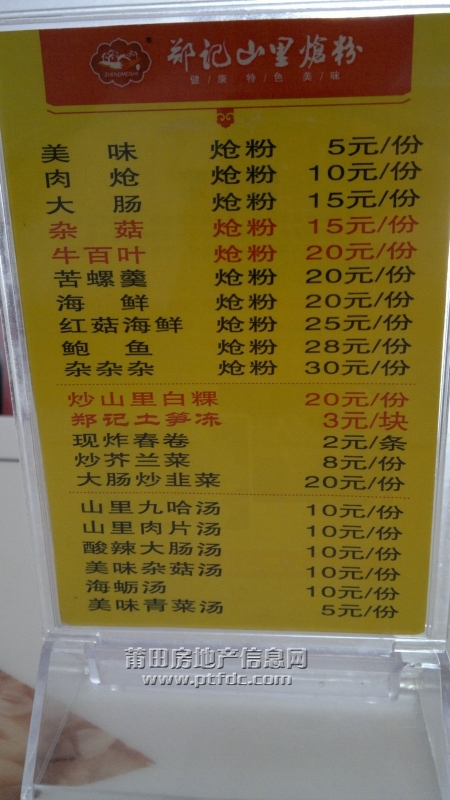 郑记山里熗粉
健/康/特/色/美/味
美味 炝粉 5元/份
肉炝 炝粉 10元/份
大肠 炝粉 15元/份
杂菇 炝粉 15元/份
牛百叶 炝粉 20元/份
苦螺羹 炝粉 20元/份
海鲜 炝粉 20元/份
红菇海鲜 炝粉 25元/份
鲍鱼 炝粉 28元/份
杂杂杂 炝粉 30元/份
炒山里白粿 20元/份
郑记土笋冻 3元/块
现炸春卷 2元/条
炒芥兰菜 8元/份
大肠炒韭菜 20元/份
山里九哈汤 10元/份
山里肉片汤 10元/份
酸辣大肠汤 10元/份
美味杂菇汤 10元/份
海蛎汤 10元/份
美味青菜汤 5元/份
莆田房地产信息网
www.ptfdc.com